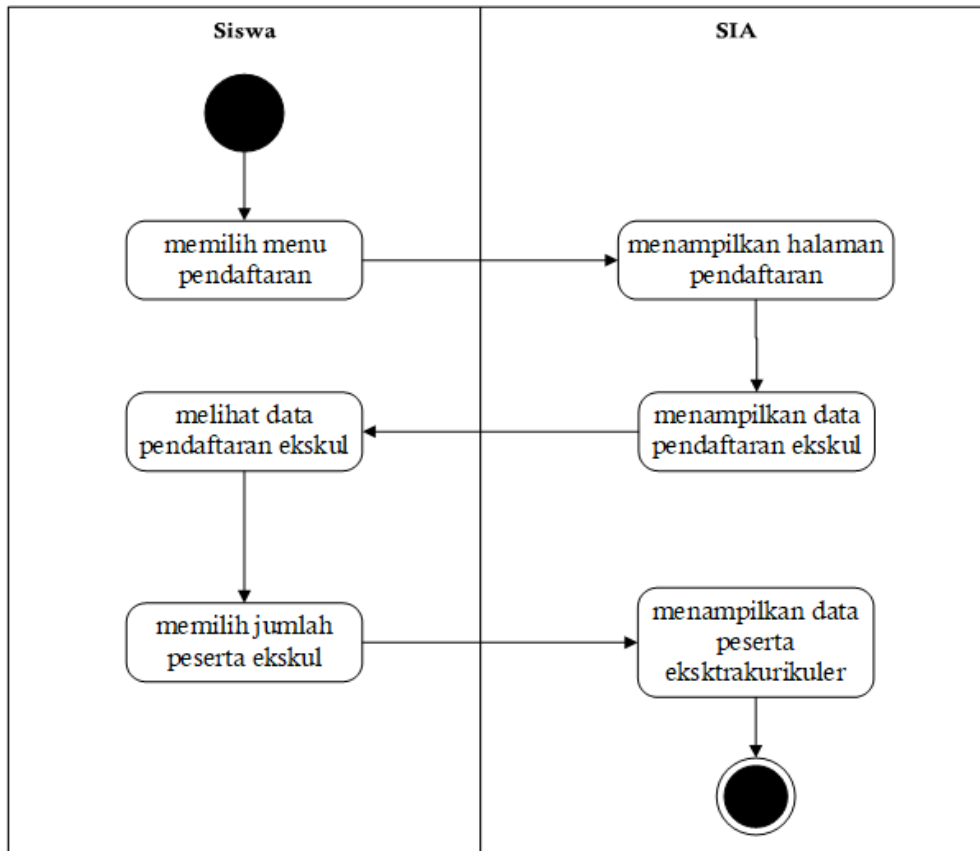 Siswa
SIA
memilih menu
pendaftaran
menampilkan halaman
pendaftaran
menampilkan data
pendaftaran ekskul
melihat data
pendaftaran ekskul
memilih jumlah
peserta ekskul
menampilkan data
peserta
eksktrakurikuler